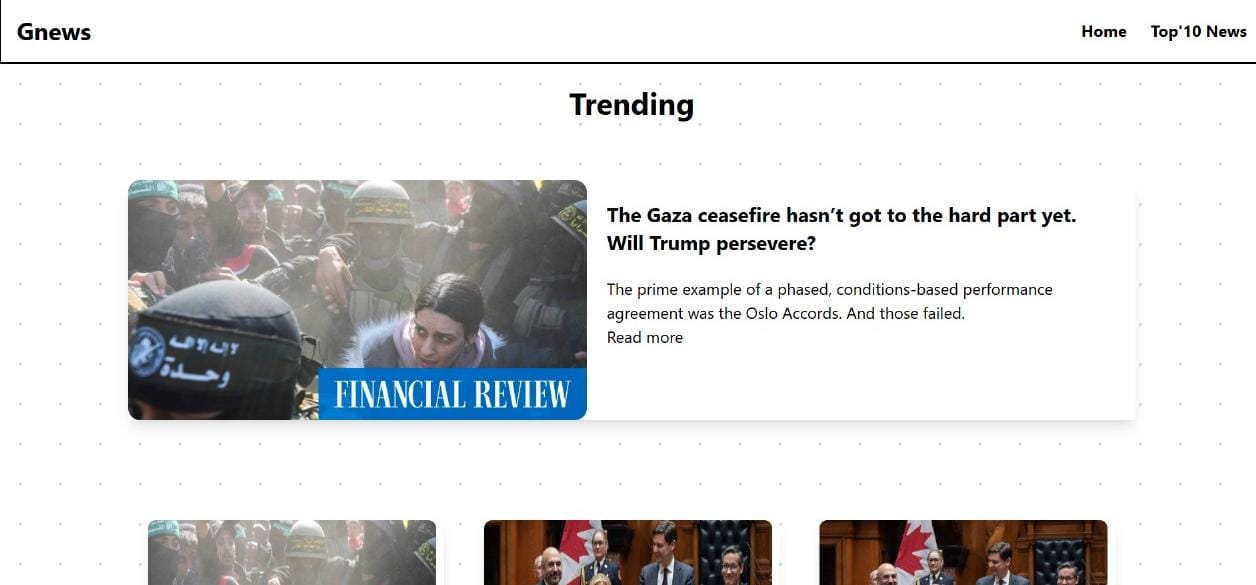 Gnews
Home
Top'10 News
Trending
The Gaza ceasefire hasn’t got to the hard part yet.
Will Trump persevere?
The prime example of a phased, conditions-based performance
agreement was the Oslo Accords. And those failed.
Read more
FINANCIAL REVIEW